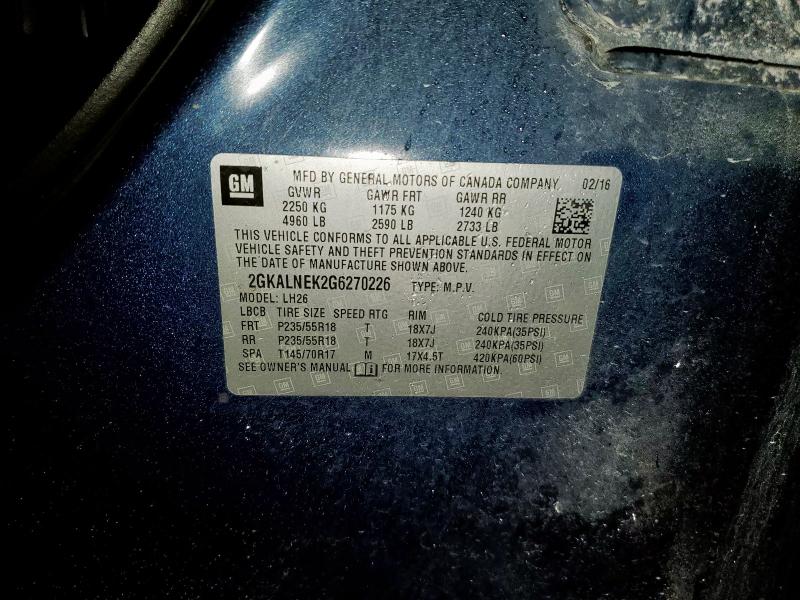 GM
MFD BY GENERAL MOTORS OF CANADA COMPANY 02/16
GVWR GAWR FRT GAWR RR
2250 KG 1175 KG 1240 KG
4960 LB 2590 LB 2733 LB
THIS VEHICLE CONFORMS TO ALL APPLICABLE U.S. FEDERAL MOTOR
VEHICLE SAFETY AND THEFT PREVENTION STANDARDS IN EFFECT ON
THE DATE OF MANUFACTURE SHOWN ABOVE.
2GKALNEK2G6270226 TYPE: M.P.V.
MODEL: LH26
LBCB TIRE SIZE SPEED RTG RIM COLD TIRE PRESSURE
FRT P235/55R18 T 18X7J 240KPA(35PSI)
RR P235/55R18 T 18X7J 240KPA(35PSI)
SPA T145/70R17 M 17X4.5T 420KPA(60PSI)
SEE OWNER'S MANUAL i FOR MORE INFORMATION.